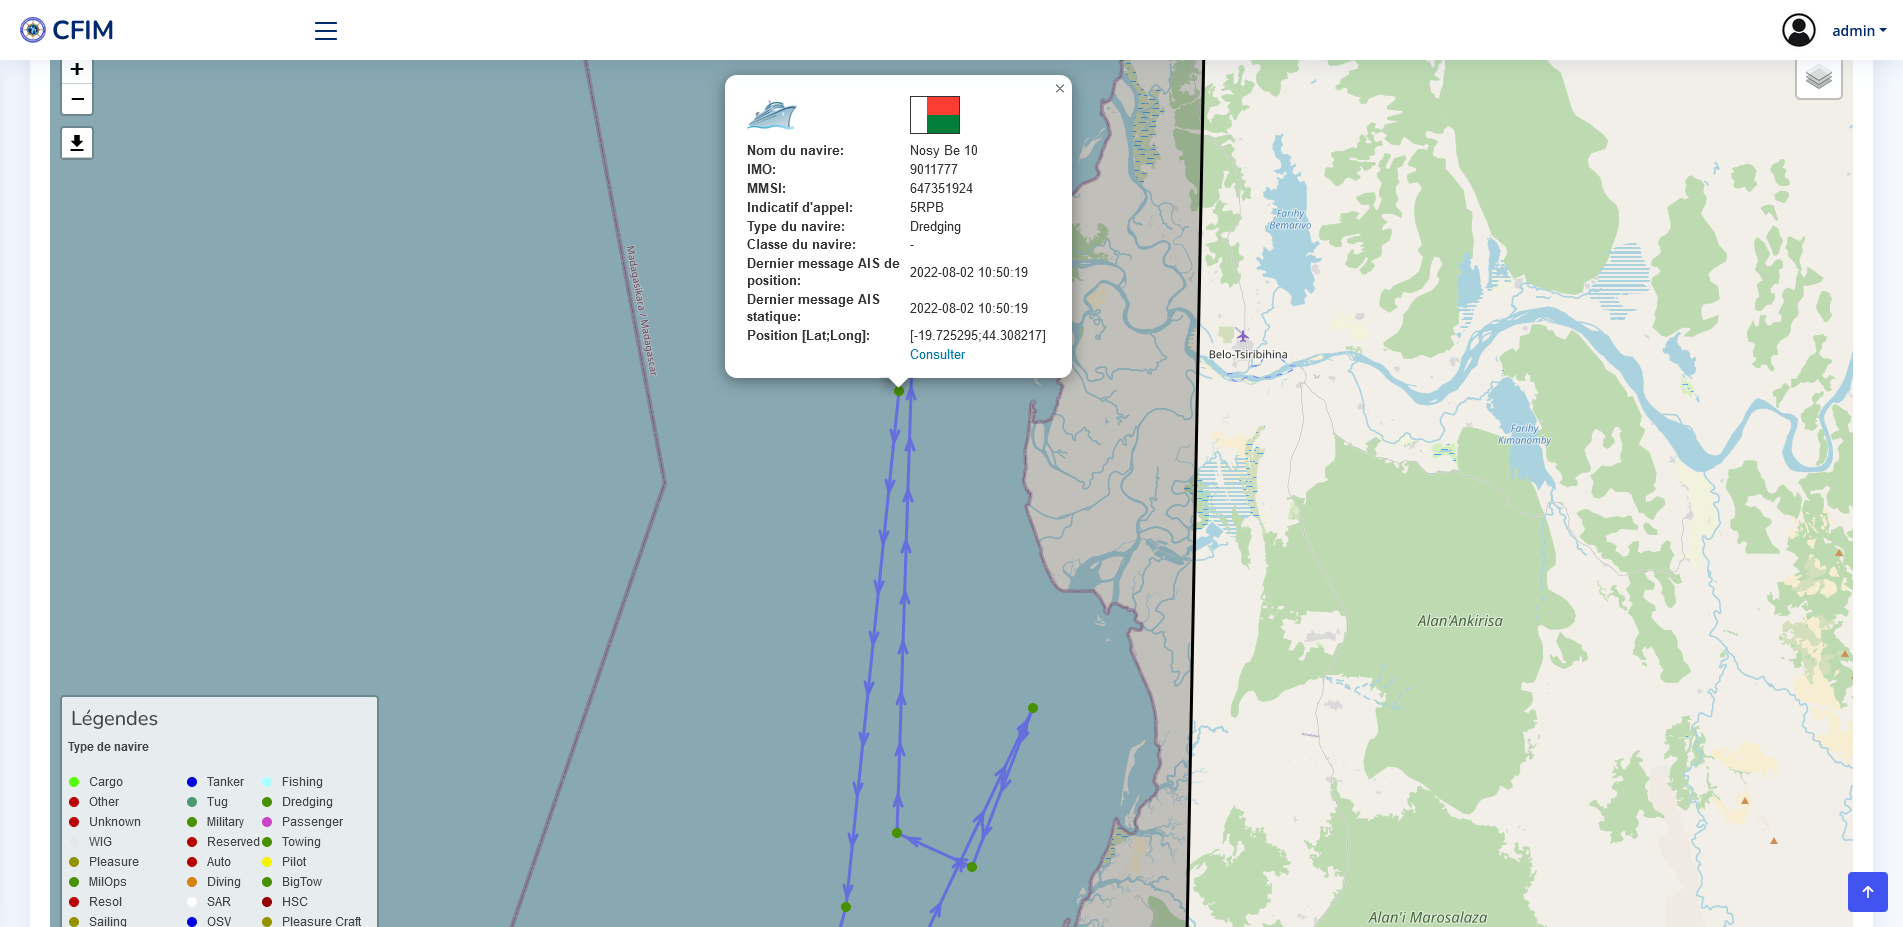 CFIM
admin
+
−
×
Nom du navire: Nosy Be 10
IMO: 9011777
MMSI: 647351924
Indicatif d'appel: 5RPB
Type du navire: Dredging
Classe du navire: -
Dernier message AIS de
position: 2022-08-02 10:50:19
Dernier message AIS
statique: 2022-08-02 10:50:19
Position [Lat;Long]: [-19.725295;44.308217]
Consulter
Madagasikara / Madagascar
Farihy
Bemarivo
Belo-Tsiribihina
Farihy
Kimanomby
Alan'Ankirisa
Alan'i Marosalaza
Légendes
Type de navire
Cargo Tanker Fishing
Other Tug Dredging
Unknown Military Passenger
WIG Reserved Towing
Pleasure Auto Pilot
MilOps Diving BigTow
Resol SAR HSC
Sailing OSV Pleasure Craft